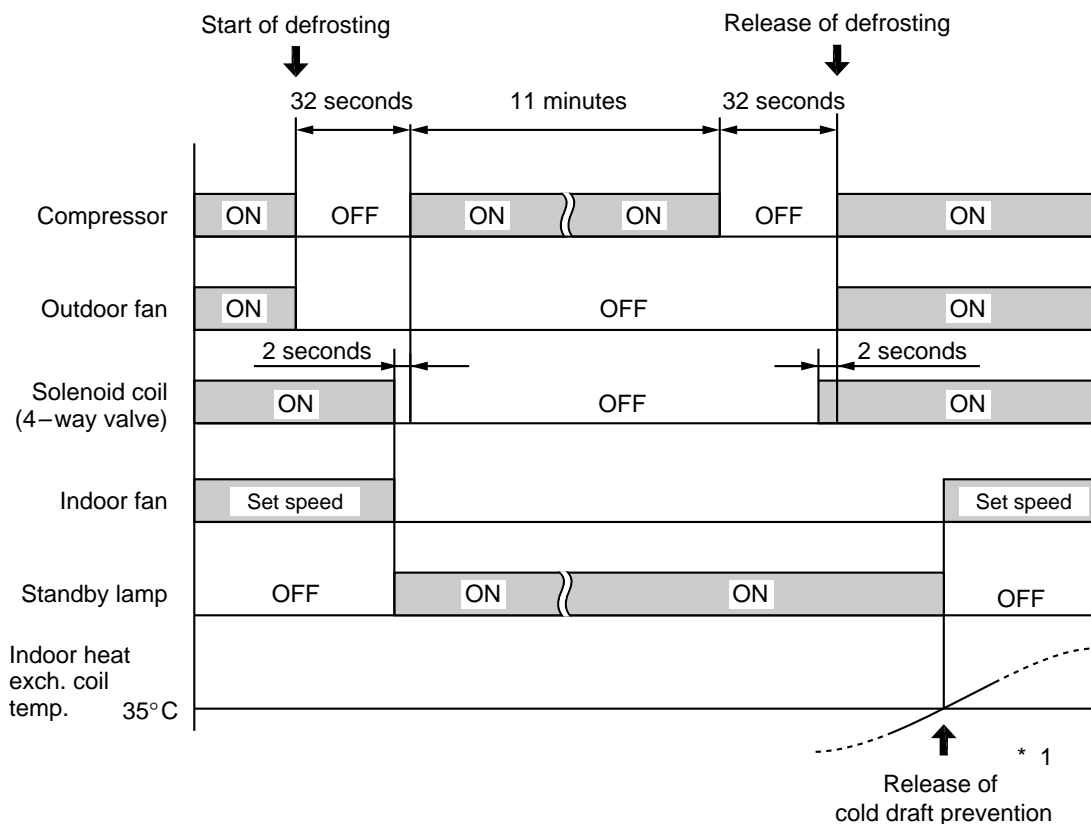 Start of defrosting
Release of defrosting
32 seconds
11 minutes
32 seconds
Compressor
ON
OFF
ON
ON
OFF
ON
Outdoor fan
ON
OFF
ON
2 seconds
2 seconds
Solenoid coil
(4–way valve)
ON
OFF
ON
Indoor fan
Set speed
Set speed
Standby lamp
OFF
ON
ON
OFF
Indoor heat
exch. coil
temp.
35°C
* 1
Release of
cold draft prevention